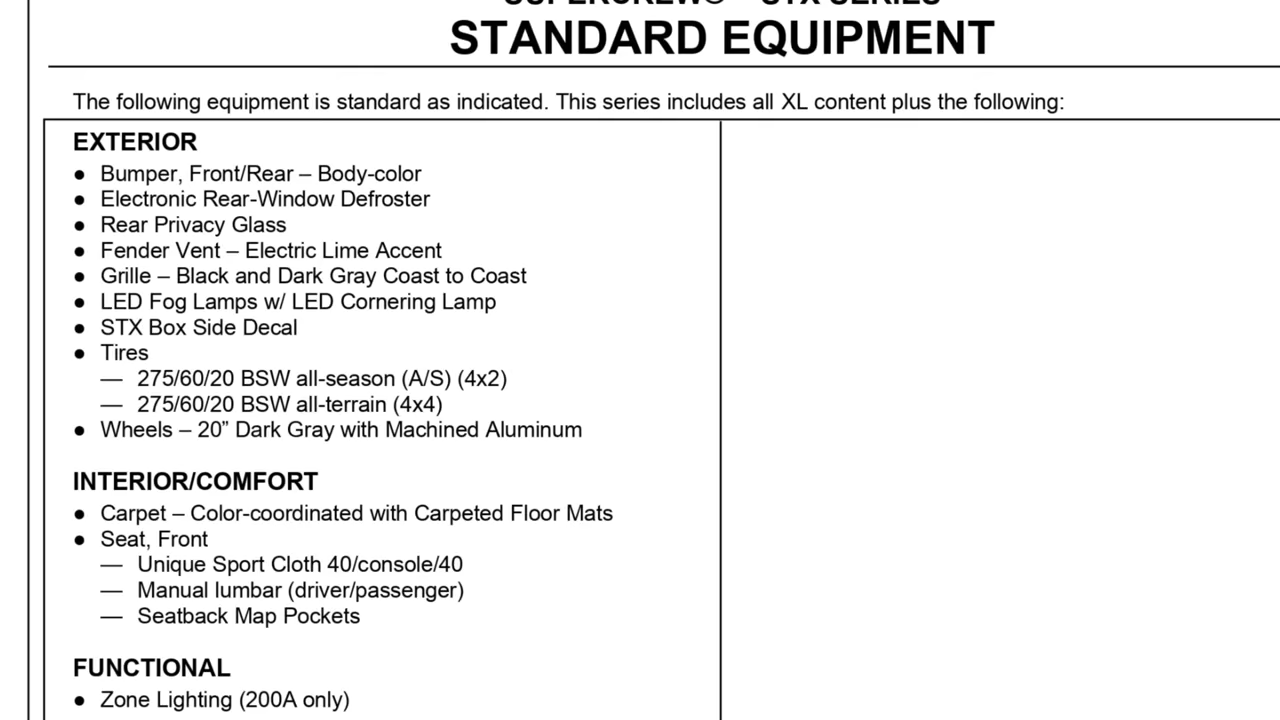 SUPERCREW® – STX SERIES
STANDARD EQUIPMENT
The following equipment is standard as indicated. This series includes all XL content plus the following:
EXTERIOR
● Bumper, Front/Rear – Body-color
● Electronic Rear-Window Defroster
● Rear Privacy Glass
● Fender Vent – Electric Lime Accent
● Grille – Black and Dark Gray Coast to Coast
● LED Fog Lamps w/ LED Cornering Lamp
● STX Box Side Decal
● Tires
— 275/60/20 BSW all-season (A/S) (4x2)
— 275/60/20 BSW all-terrain (4x4)
● Wheels – 20” Dark Gray with Machined Aluminum
INTERIOR/COMFORT
● Carpet – Color-coordinated with Carpeted Floor Mats
● Seat, Front
— Unique Sport Cloth 40/console/40
— Manual lumbar (driver/passenger)
— Seatback Map Pockets
FUNCTIONAL
● Zone Lighting (200A only)